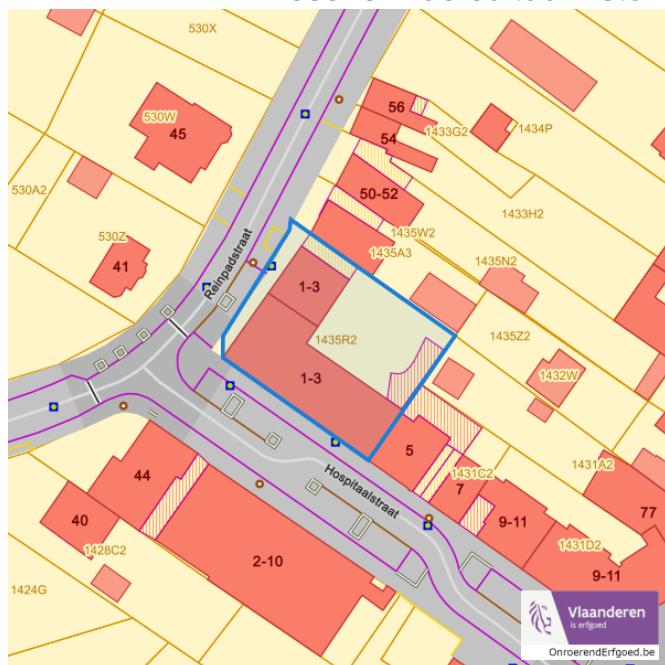 530X
56
530W
45
54
1433G2
1434P
530A2
50-52
1433H2
1435W2
530Z
41
Reinpadstraat
1435A3
1435N2
1-3
1435R2
1435Z2
1-3
1432W
5
1431A2
44
Hospitaalstraat
1431C2
7
77
40
9-11
1428C2
1431D2
2-10
9-11
1424G
Vlaanderen
is erfgoed
OnroerendErfgoed.be